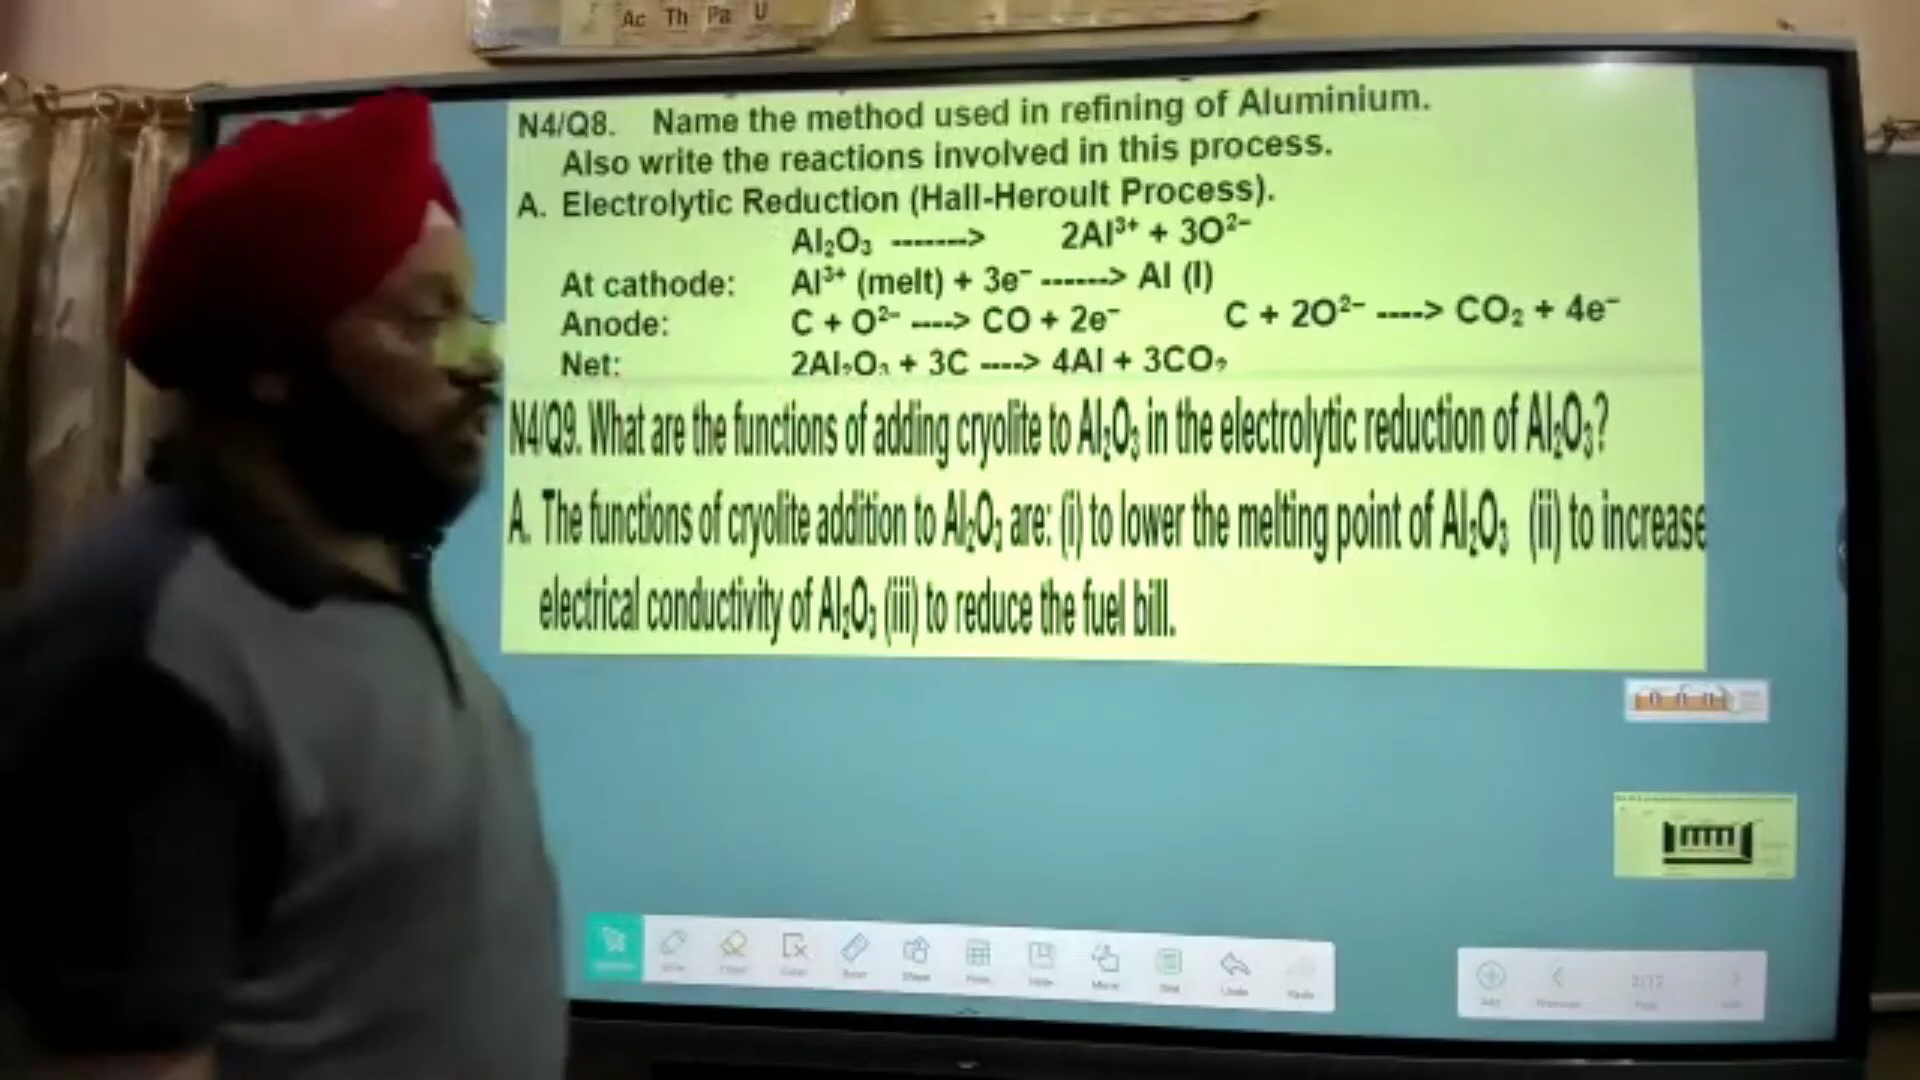 Ac Th Pa U
N4/Q8. Name the method used in refining of Aluminium.
Also write the reactions involved in this process.
A. Electrolytic Reduction (Hall-Heroult Process).
Al₂O₃ -------> 2Al³⁺ + 3O²⁻
At cathode: Al³⁺ (melt) + 3e⁻ ------> Al (l)
Anode: C + O²⁻ ----> CO + 2e⁻ C + 2O²⁻ ----> CO₂ + 4e⁻
Net: 2Al₂O₃ + 3C ----> 4Al + 3CO₂
N4/Q9. What are the functions of adding cryolite to Al₂O₃ in the electrolytic reduction of Al₂O₃?
A. The functions of cryolite addition to Al₂O₃ are: (i) to lower the melting point of Al₂O₃ (ii) to increase
electrical conductivity of Al₂O₃ (iii) to reduce the fuel bill.
Undo